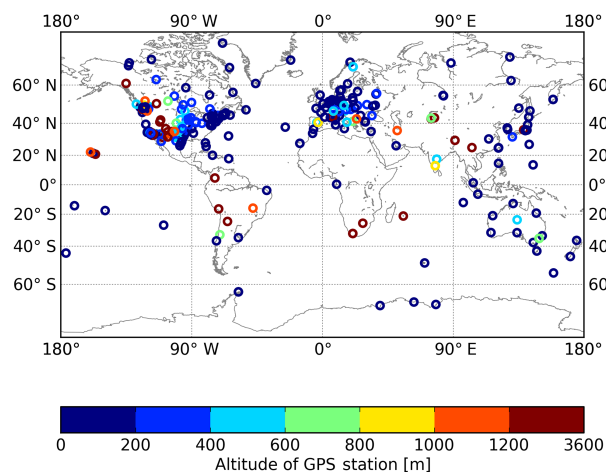 180° 90° W 0° 90° E 180°
60° N 60° N
40° N 40° N
20° N 20° N
0° 0°
20° S 20° S
40° S 40° S
60° S 60° S
180° 90° W 0° 90° E 180°
0 200 400 600 800 1000 1200 3600
Altitude of GPS station [m]